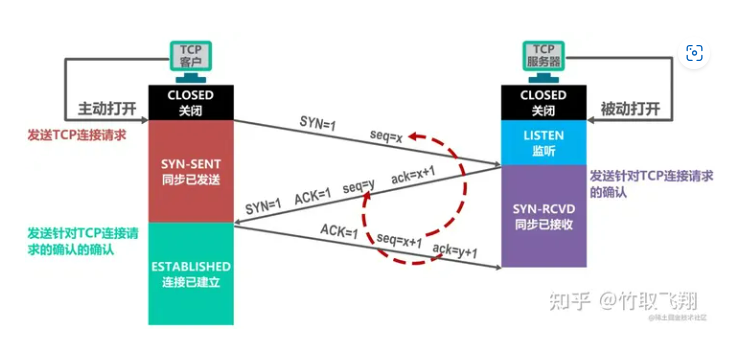 TCP
客户
TCP
服务器
主动打开
CLOSED
关闭
CLOSED
关闭
被动打开
发送TCP连接请求
SYN=1 seq=x
LISTEN
监听
SYN-SENT
同步已发送
SYN=1 ACK=1 seq=y ack=x+1
发送针对TCP连接请求
的确认
SYN-RCVD
同步已接收
发送针对TCP连接请
求的确认的确认
ACK=1 seq=x+1 ack=y+1
ESTABLISHED
连接已建立
知乎 @竹取飞翔
@稀土掘金技术社区